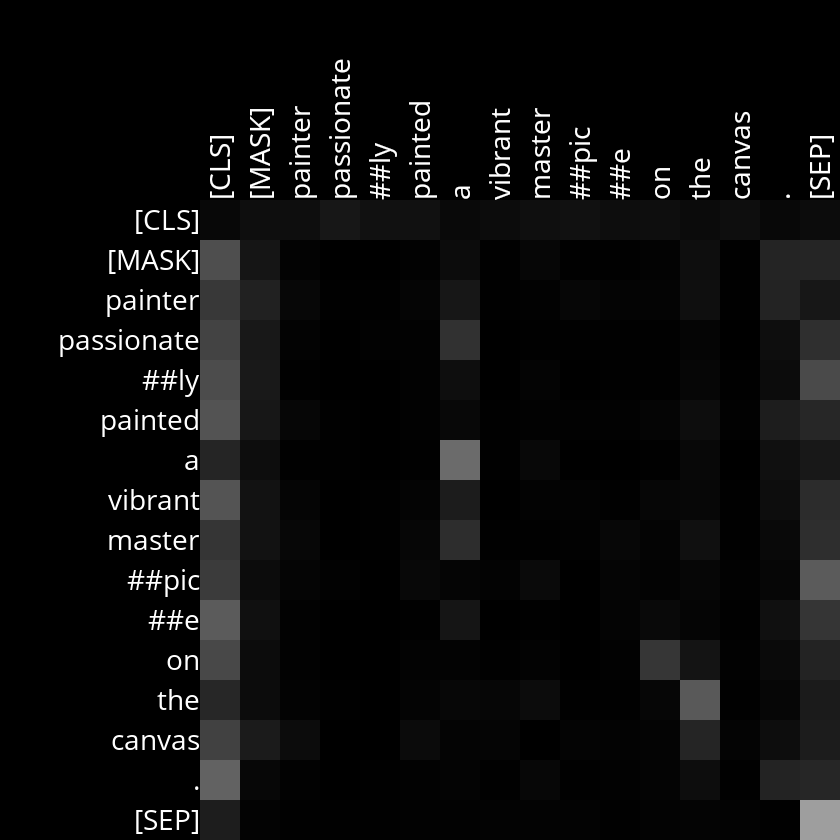 [CLS] [MASK] painter passionate ##ly painted a vibrant master ##pic ##e on the canvas . [SEP]
[CLS]
[MASK]
painter
passionate
##ly
painted
a
vibrant
master
##pic
##e
on
the
canvas
.
[SEP]